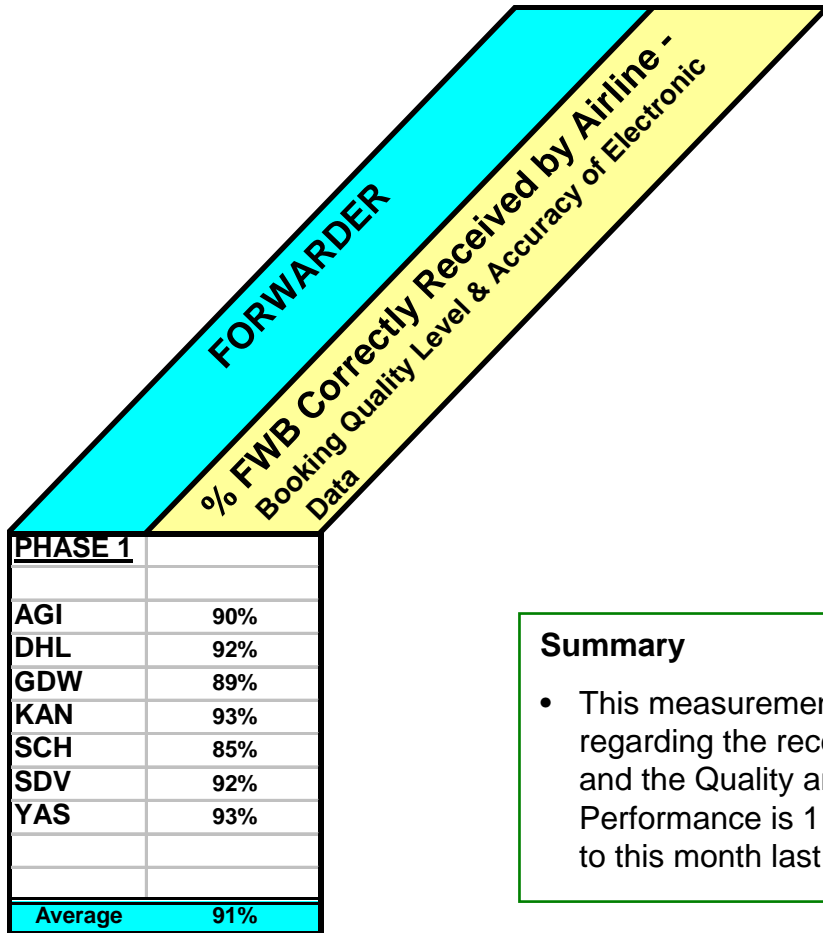 FORWARDER
% FWB Correctly Received by Airline -
Booking Quality Level & Accuracy of Electronic
Data
PHASE 1
AGI 90%
DHL 92%
GDW 89%
KAN 93%
SCH 85%
SDV 92%
YAS 93%
Average 91%
Summary
• This
regarding the
and the Quality
Performance is 1
to this month last